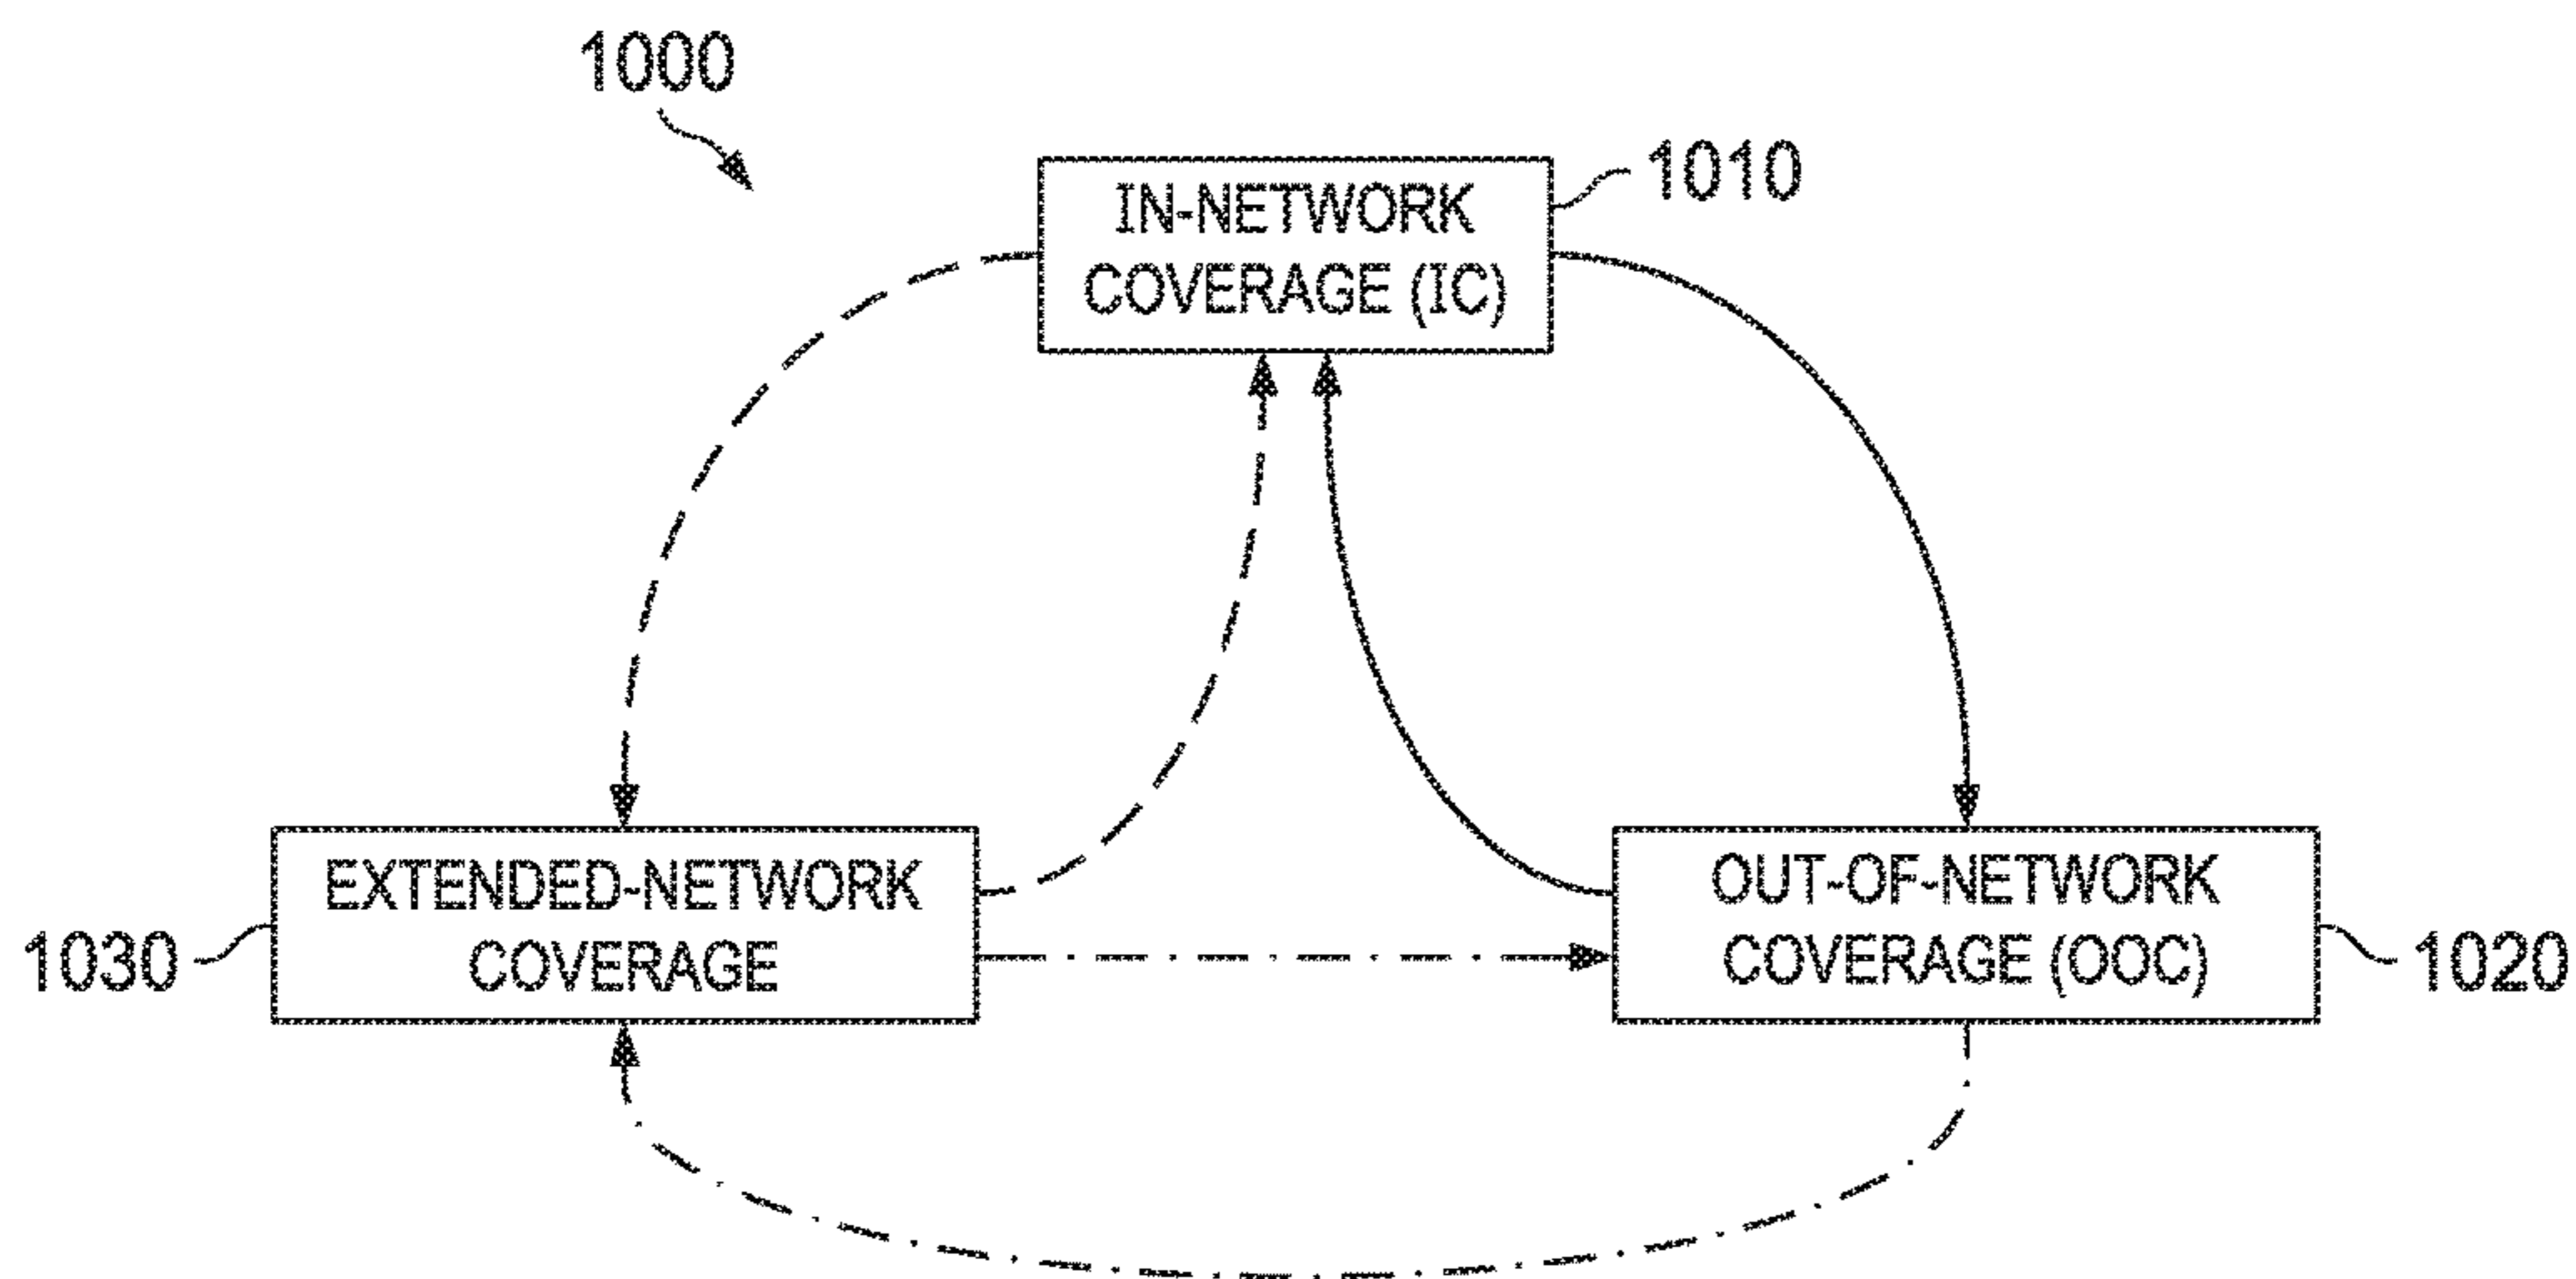 1000
IN-NETWORK
COVERAGE (IC)
1010
EXTENDED-NETWORK
COVERAGE
1030
OUT-OF-NETWORK
COVERAGE (OOC)
1020